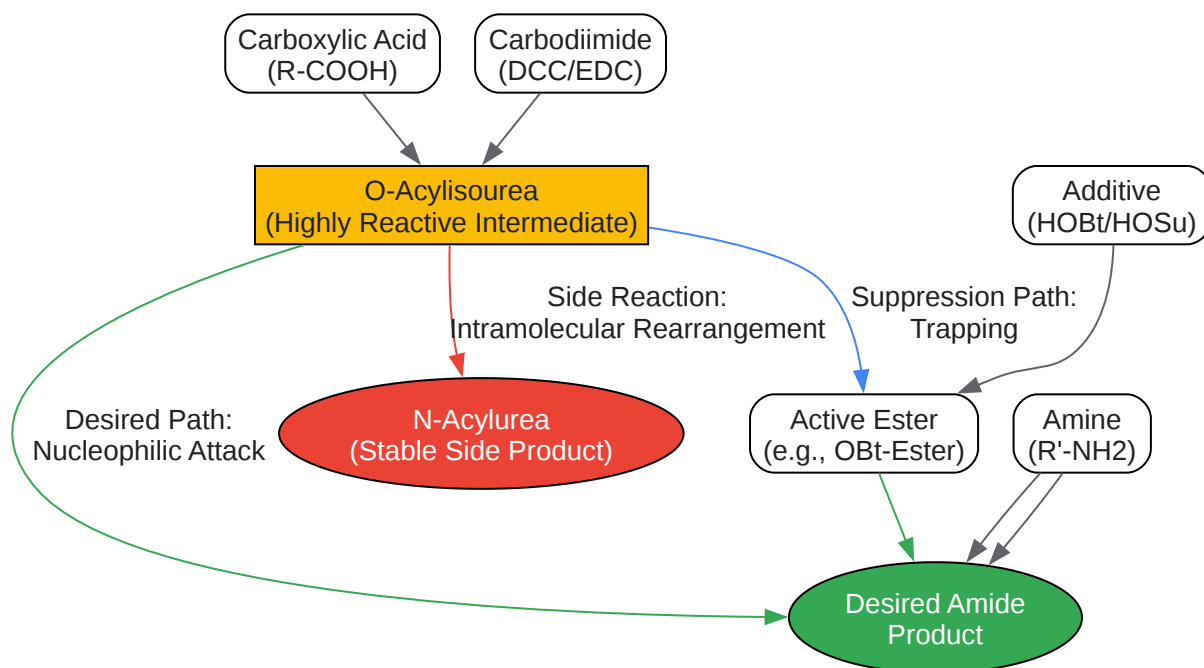 Carboxylic Acid
(R-COOH)
Carbodiimide
(DCC/EDC)
O-Acylisourea
(Highly Reactive Intermediate)
Additive
(HOBt/HOSu)
Side Reaction:
Intramolecular Rearrangement
Suppression Path:
Trapping
Desired Path:
Nucleophilic Attack
N-Acylurea
(Stable Side Product)
Active Ester
(e.g., OBt-Ester)
Amine
(R'-NH2)
Desired Amide
Product